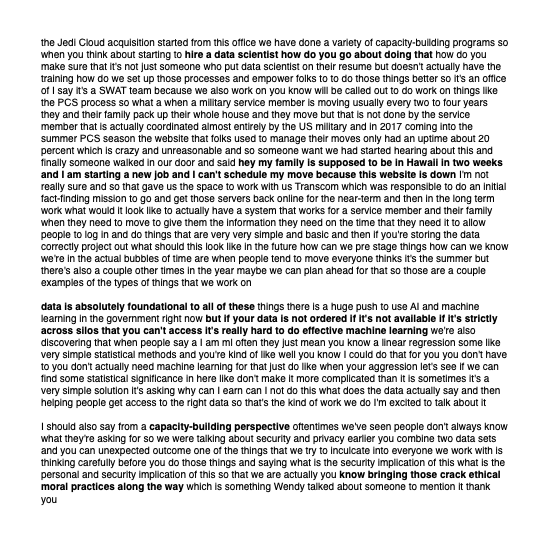 the Jedi Cloud acquisition started from this office we have done a variety of capacity-building programs so
when you think about starting to hire a data scientist how do you go about doing that how do you
make sure that it's not just someone who put data scientist on their resume but doesn't actually have the
training how do we set up those processes and empower folks to to do those things better so it's an office
of I say it's a SWAT team because we also work on you know will be called out to do work on things like
the PCS process so what a when a military service member is moving usually every two to four years
they and their family pack up their whole house and they move but that is not done by the service
member that is actually coordinated almost entirely by the US military and in 2017 coming into the
summer PCS season the website that folks used to manage their moves only had an uptime about 20
percent which is crazy and unreasonable and so someone want we had started hearing about this and
finally someone walked in our door and said hey my family is supposed to be in Hawaii in two weeks
and I am starting a new job and I can't schedule my move because this website is down I'm not
really sure and so that gave us the space to work with us Transcom which was responsible to do an initial
fact-finding mission to go and get those servers back online for the near-term and then in the long term
work what would it look like to actually have a system that works for a service member and their family
when they need to move to give them the information they need on the time that they need it to allow
people to log in and do things that are very very simple and basic and then if you're storing the data
correctly project out what should this look like in the future how can we pre stage things how can we know
we're in the actual bubbles of time are when people tend to move everyone thinks it's the summer but
there's also a couple other times in the year maybe we can plan ahead for that so those are a couple
examples of the types of things that we work on
data is absolutely foundational to all of these things there is a huge push to use AI and machine
learning in the government right now but if your data is not ordered if it's not available if it's strictly
across silos that you can't access it's really hard to do effective machine learning we're also
discovering that when people say a I am ml often they just mean you know a linear regression some like
very simple statistical methods and you're kind of like well you know I could do that for you you don't have
to you don't actually need machine learning for that just do like when your aggression let's see if we can
find some statistical significance in here like don't make it more complicated than it is sometimes it's a
very simple solution it's asking why can I earn can I not do this what does the data actually say and then
helping people get access to the right data so that's the kind of work we do I'm excited to talk about it
I should also say from a capacity-building perspective oftentimes we've seen people don't always know
what they're asking for so we were talking about security and privacy earlier you combine two data sets
and you can unexpected outcome one of the things that we try to inculcate into everyone we work with is
thinking carefully before you do those things and saying what is the security implication of this what is the
personal and security implication of this so that we are actually you know bringing those crack ethical
moral practices along the way which is something Wendy talked about someone to mention it thank
you